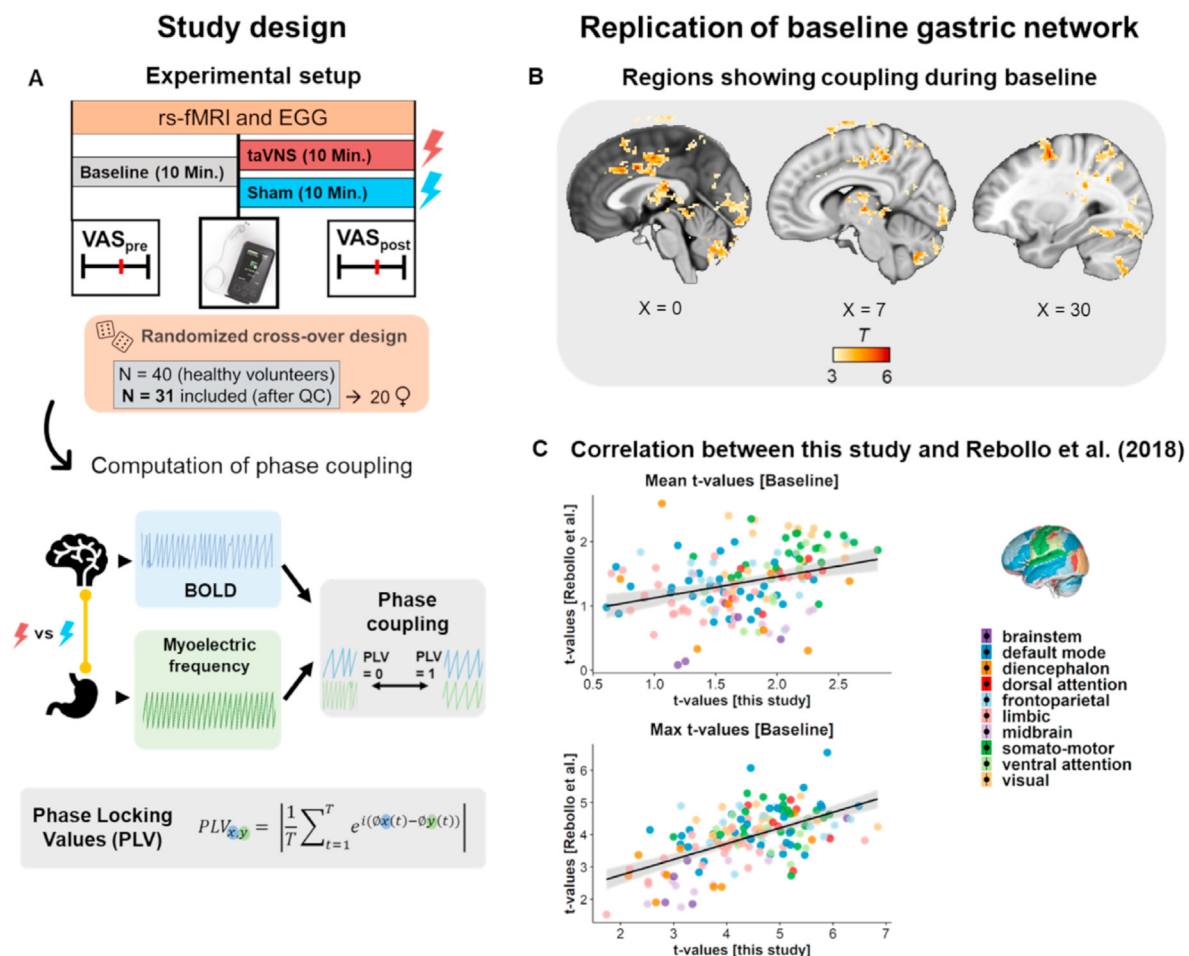 Study design
A
Experimental setup
rs-fMRI and EGG
taVNS (10 Min.)
Baseline (10 Min.)
Sham (10 Min.)
VASpre
VASpost
Randomized cross-over design
N = 40 (healthy volunteers)
N = 31 included (after QC) → 20 ♀
Computation of phase coupling
BOLD
vs
Myoelectric
frequency
Phase
coupling
PLV = 0
PLV = 1
Phase Locking
Values (PLV)
PLVx,y = |1/T ∑t=1^T e^i(∅x(t)−∅y(t))|
Replication of baseline gastric network
B
Regions showing coupling during baseline
X = 0
X = 7
X = 30
T
3 6
C Correlation between this study and Rebollo et al. (2018)
Mean t-values [Baseline]
t-values [Rebollo et al.]
2
1
0
0.5 1.0 1.5 2.0 2.5
t-values [this study]
Max t-values [Baseline]
t-values [Rebollo et al.]
6
5
4
3
2
2 3 4 5 6 7
t-values [this study]
brainstem
default mode
diencephalon
dorsal attention
frontoparietal
limbic
midbrain
somato-motor
ventral attention
visual